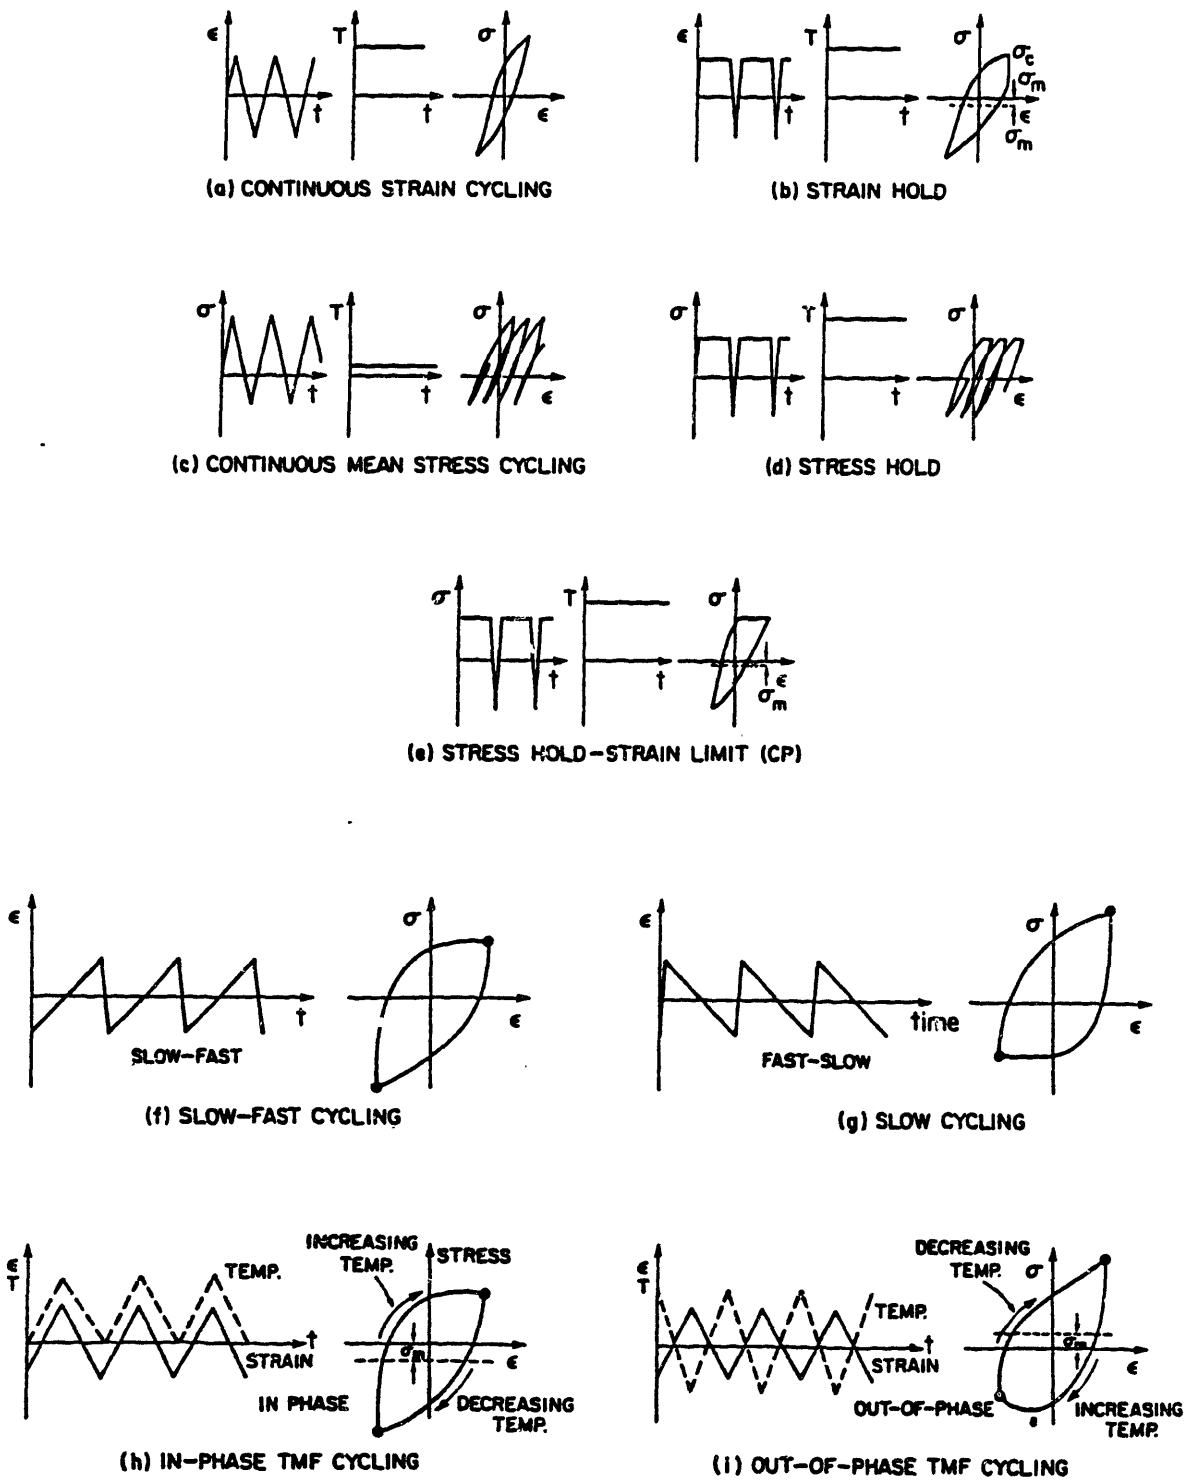 ϵ
T
σ
t
t
ϵ
(a) CONTINUOUS STRAIN CYCLING
ϵ
T
σ
σc
σm
t
t
ϵ
σm
(b) STRAIN HOLD
σ
T
σ
t
t
ϵ
(c) CONTINUOUS MEAN STRESS CYCLING
σ
T
σ
t
t
ϵ
(d) STRESS HOLD
σ
T
σ
t
t
ϵ
σm
(e) STRESS HOLD-STRAIN LIMIT (CP)
ϵ
σ
t
ϵ
SLOW-FAST
(f) SLOW-FAST CYCLING
ϵ
σ
time
ϵ
FAST-SLOW
(g) SLOW CYCLING
ϵ
T
TEMP.
t
STRAIN
IN PHASE
INCREASING
TEMP.
STRESS
σm
ϵ
DECREASING
TEMP.
(h) IN-PHASE TMF CYCLING
ϵ
T
TEMP.
t
STRAIN
OUT-OF-PHASE
DECREASING
TEMP.
σ
σm
ϵ
INCREASING
TEMP.
(i) OUT-OF-PHASE TMF CYCLING